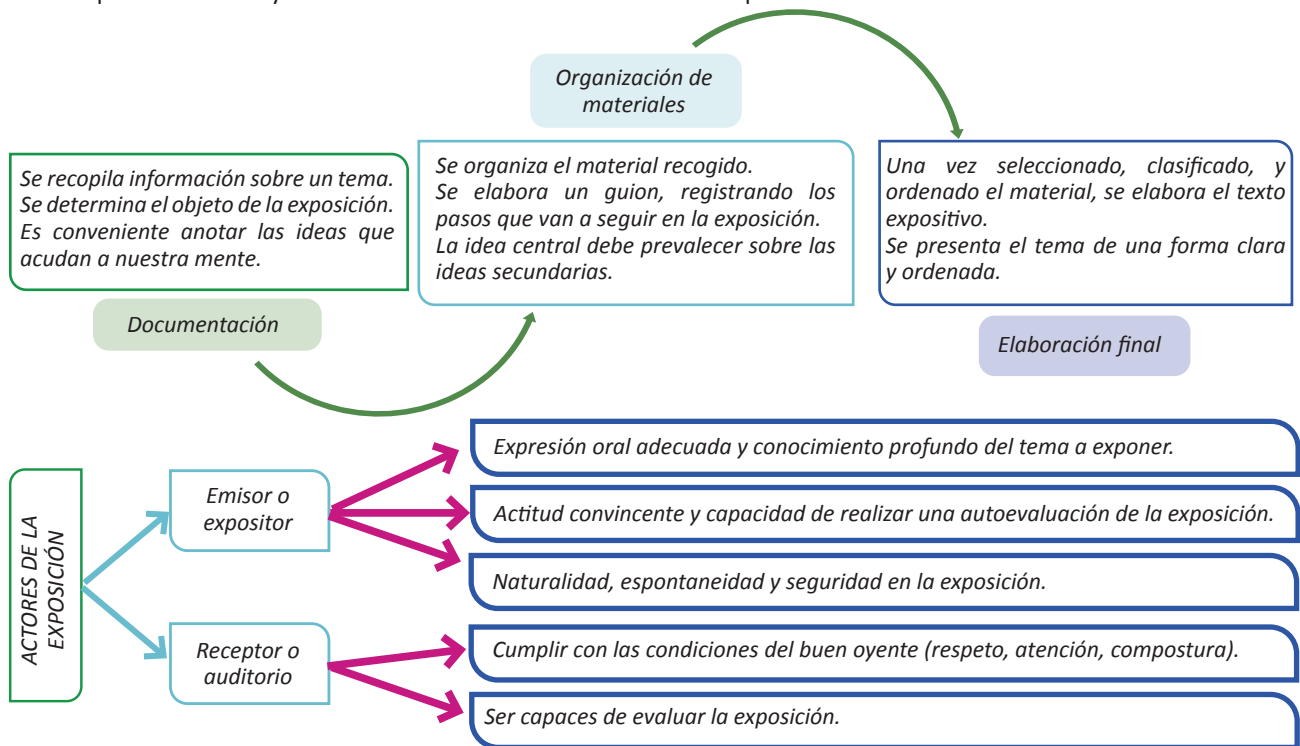 Organización de
materiales
Se recopila información sobre un tema.
Se determina el objeto de la exposición.
Es conveniente anotar las ideas que
acudan a nuestra mente.
Documentación
Se organiza el material recogido.
Se elabora un guion, registrando los
pasos que van a seguir en la exposición.
La idea central debe prevalecer sobre las
ideas secundarias.
Una vez seleccionado, clasificado, y
ordenado el material, se elabora el texto
expositivo.
Se presenta el tema de una forma clara
y ordenada.
Elaboración final
ACTORES DE LA
EXPOSICIÓN
Emisor o
expositor
Expresión oral adecuada y conocimiento profundo del tema a exponer.
Actitud convincente y capacidad de realizar una autoevaluación de la exposición.
Naturalidad, espontaneidad y seguridad en la exposición.
Receptor o
auditorio
Cumplir con las condiciones del buen oyente (respeto, atención, compostura).
Ser capaces de evaluar la exposición.